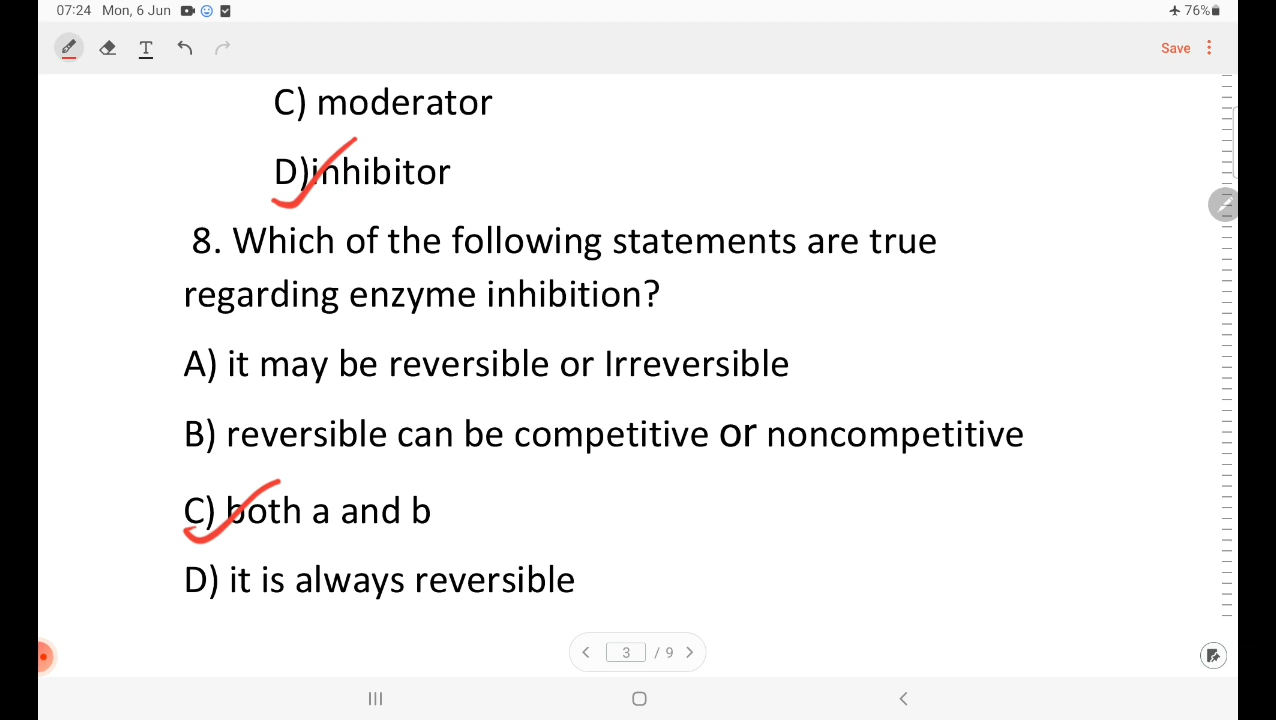 07:24 Mon, 6 Jun 76%
T Save
C) moderator
D)inhibitor
8. Which of the following statements are true
regarding enzyme inhibition?
A) it may be reversible or Irreversible
B) reversible can be competitive or noncompetitive
C) both a and b
D) it is always reversible
3 / 9